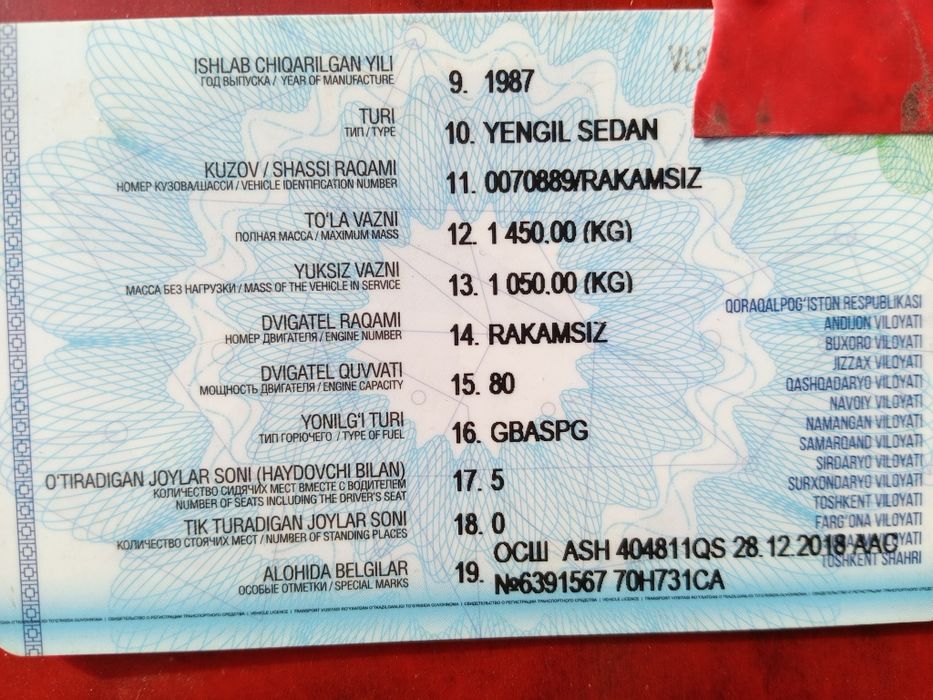 ISHLAB CHIQARILGAN YILI
ГОД ВЫПУСКА / YEAR OF MANUFACTURE
9. 1987
TURI
ТИП / TYPE
10. YENGIL SEDAN
KUZOV / SHASSI RAQAMI
НОМЕР КУЗОВА/ШАССИ / VEHICLE IDENTIFICATION NUMBER
11. 0070889/RAKAMSIZ
TO'LA VAZNI
ПОЛНАЯ МАССА / MAXIMUM MASS
12. 1 450.00 (KG)
YUKSIZ VAZNI
МАССА БЕЗ НАГРУЗКИ / MASS OF THE VEHICLE IN SERVICE
13. 1 050.00 (KG)
DVIGATEL RAQAMI
НОМЕР ДВИГАТЕЛЯ / ENGINE NUMBER
14. RAKAMSIZ
DVIGATEL QUVVATI
МОЩНОСТЬ ДВИГАТЕЛЯ / ENGINE CAPACITY
15. 80
YONILG'I TURI
ТИП ГОРЮЧЕГО / TYPE OF FUEL
16. GBASPG
O'TIRADIGAN JOYLAR SONI (HAYDOVCHI BILAN)
КОЛИЧЕСТВО СИДЯЧИХ МЕСТ ВМЕСТЕ С ВОДИТЕЛЕМ
NUMBER OF SEATS INCLUDING THE DRIVER'S SEAT
17. 5
TIK TURADIGAN JOYLAR SONI
КОЛИЧЕСТВО СТОЯЧИХ МЕСТ / NUMBER OF STANDING PLACES
18. 0
ALOHIDA BELGILAR
ОСОБЫЕ ОТМЕТКИ / SPECIAL MARKS
19. ОСШ ASH 404811QS 28.12.2018 AAC
№6391567 70H731CA
QORAQALPOG'ISTON RESPUBLIKASI
ANDIJON VILOYATI
BUXORO VILOYATI
JIZZAX VILOYATI
QASHQADARYO VILOYATI
NAVOIY VILOYATI
NAMANGAN VILOYATI
SAMARQAND VILOYATI
SIRDARYO VILOYATI
SURXONDARYO VILOYATI
TOSHKENT VILOYATI
FARG'ONA VILOYATI
TOSHKENT SHAHRI